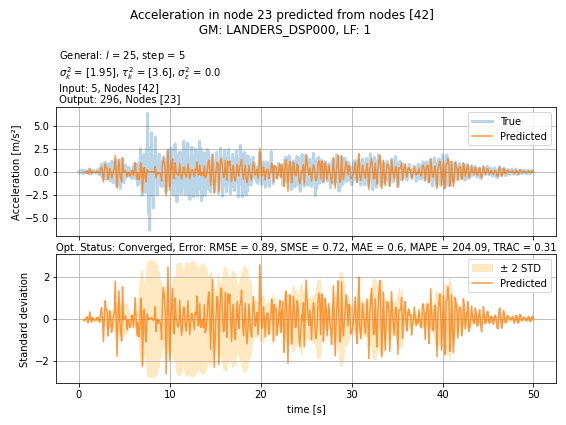 Acceleration in node 23 predicted from nodes [42]
GM: LANDERS_DSP000, LF: 1
General: l = 25, step = 5
σ²ₖ = [1.95], τ²ₖ = [3.6], σ²ε = 0.0
Input: 5, Nodes [42]
Output: 296, Nodes [23]
Acceleration [m/s²]
5.0
2.5
0.0
−2.5
−5.0
True
Predicted
Opt. Status: Converged, Error: RMSE = 0.89, SMSE = 0.72, MAE = 0.6, MAPE = 204.09, TRAC = 0.31
Standard deviation
2
0
−2
± 2 STD
Predicted
0 10 20 30 40 50
time [s]